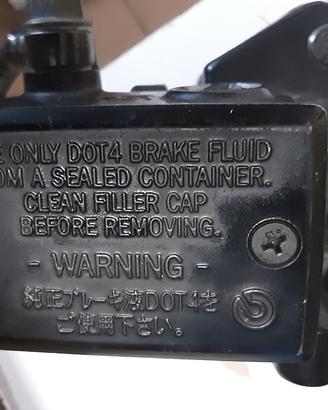 ONLY DOT4 BRAKE FLUID
OM A SEALED CONTAINER.
CLEAN FILLER CAP
BEFORE REMOVING.
- WARNING -
純正ブレーキ液DOT4を
ご使用下さい。